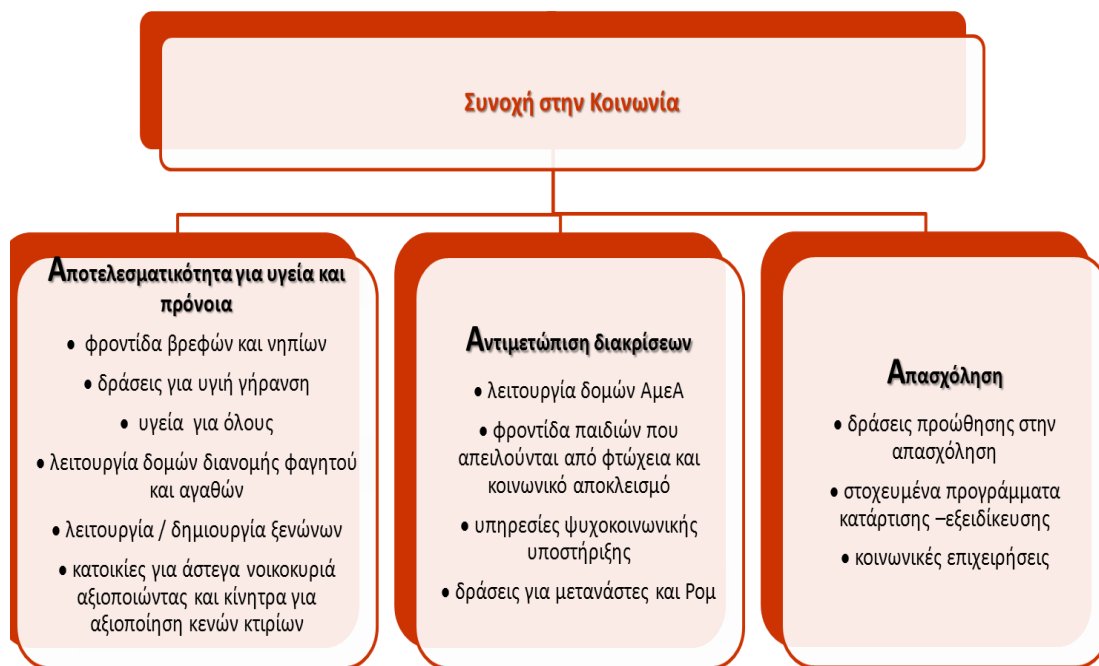 Συνοχή στην Κοινωνία
Αποτελεσματικότητα για υγεία και
πρόνοια
• φροντίδα βρεφών και νηπίων
• δράσεις για υγιή γήρανση
• υγεία για όλους
• λειτουργία δομών διανομής φαγητού
και αγαθών
• λειτουργία / δημιουργία ξενώνων
• κατοικίες για άστεγα νοικοκυριά
αξιοποιώντας και κίνητρα για
αξιοποίηση κενών κτιρίων
Αντιμετώπιση διακρίσεων
• λειτουργία δομών ΑμεΑ
• φροντίδα παιδιών που
απειλούνται από φτώχεια και
κοινωνικό αποκλεισμό
• υπηρεσίες ψυχοκοινωνικής
υποστήριξης
• δράσεις για μετανάστες και Ρομ
Απασχόληση
• δράσεις προώθησης στην
απασχόληση
• στοχευμένα προγράμματα
κατάρτισης –εξειδίκευσης
• κοινωνικές επιχειρήσεις